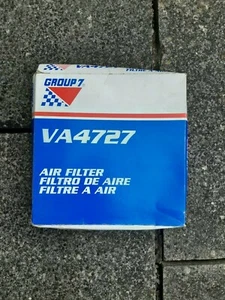 GROUP 7
VA4727
AIR FILTER
FILTRO DE AIRE
FILTRE A AIR